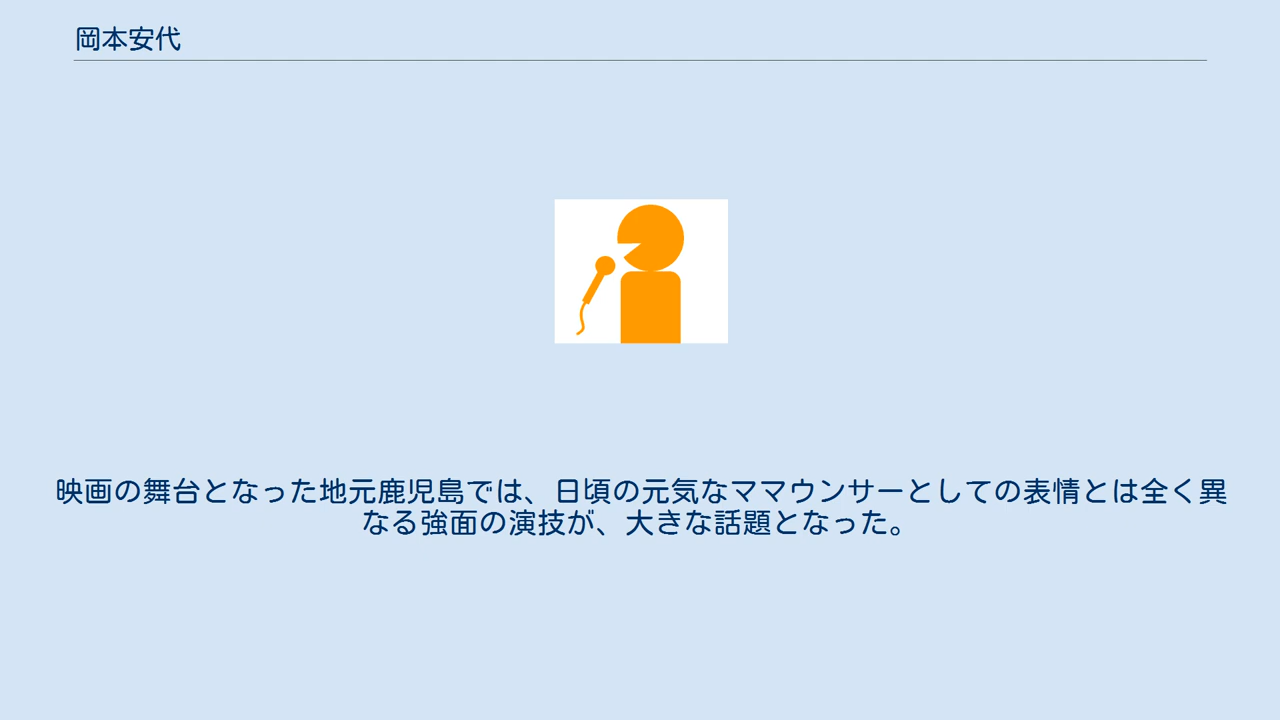 岡本安代
映画の舞台となった地元鹿児島では、日頃の元気なママウンサーとしての表情とは全く異
なる強面の演技が、大きな話題となった。